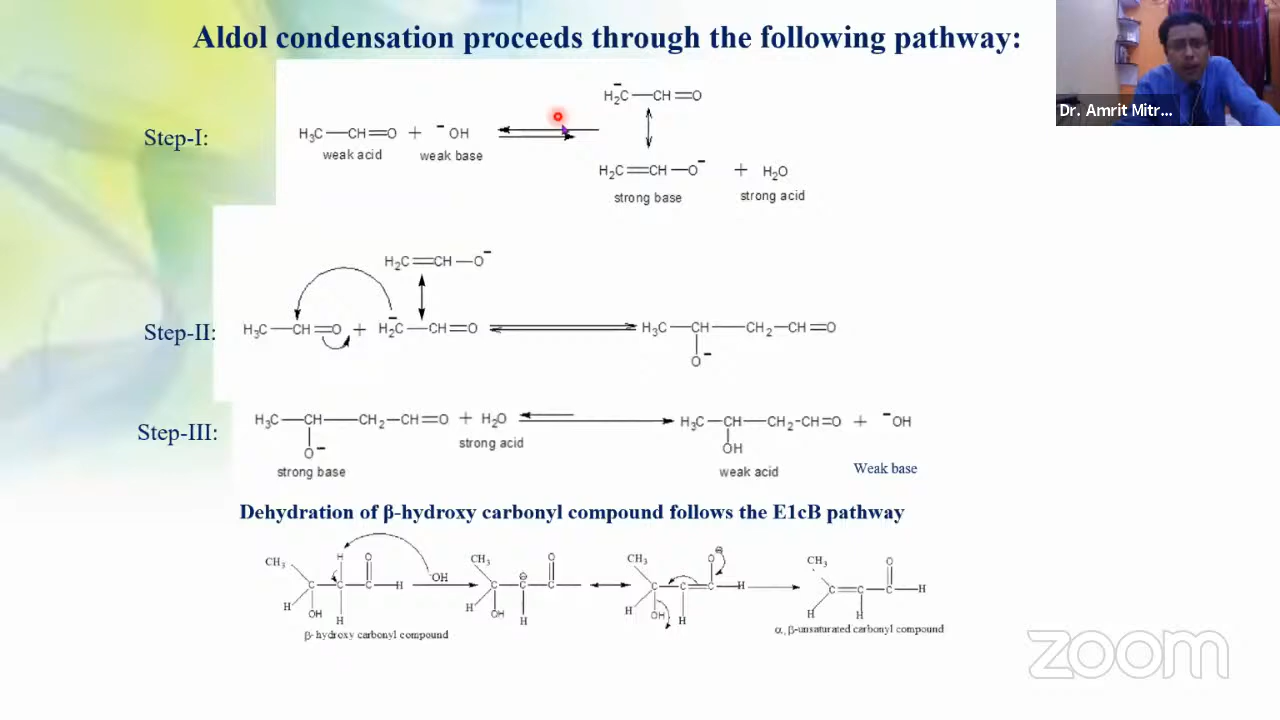 Aldol condensation proceeds through the following pathway:
Dr. Amrit Mitr...
Step-I:
H₃C—CH=O + ⁻OH
weak acid weak base
H₂C̄—CH=O
H₂C=CH—O⁻ + H₂O
strong base strong acid
H₂C=CH—O⁻
Step-II:
H₃C—CH=O + H₂C̄—CH=O
H₃C—CH—CH₂—CH=O
O⁻
Step-III:
H₃C—CH—CH₂—CH=O + H₂O
O⁻
strong acid
strong base
H₃C—CH—CH₂-CH=O + ⁻OH
OH
weak acid
Weak base
Dehydration of β-hydroxy carbonyl compound follows the E1cB pathway
CH₃ H O
C C C H
H OH H
OH
β- hydroxy carbonyl compound
CH₃ ⊖ O
C C C
H OH H
CH₃ O⊖
C C C H
H OH H
CH₃ O
C=C—C—H
H H
α, β-unsaturated carbonyl compound
zoom